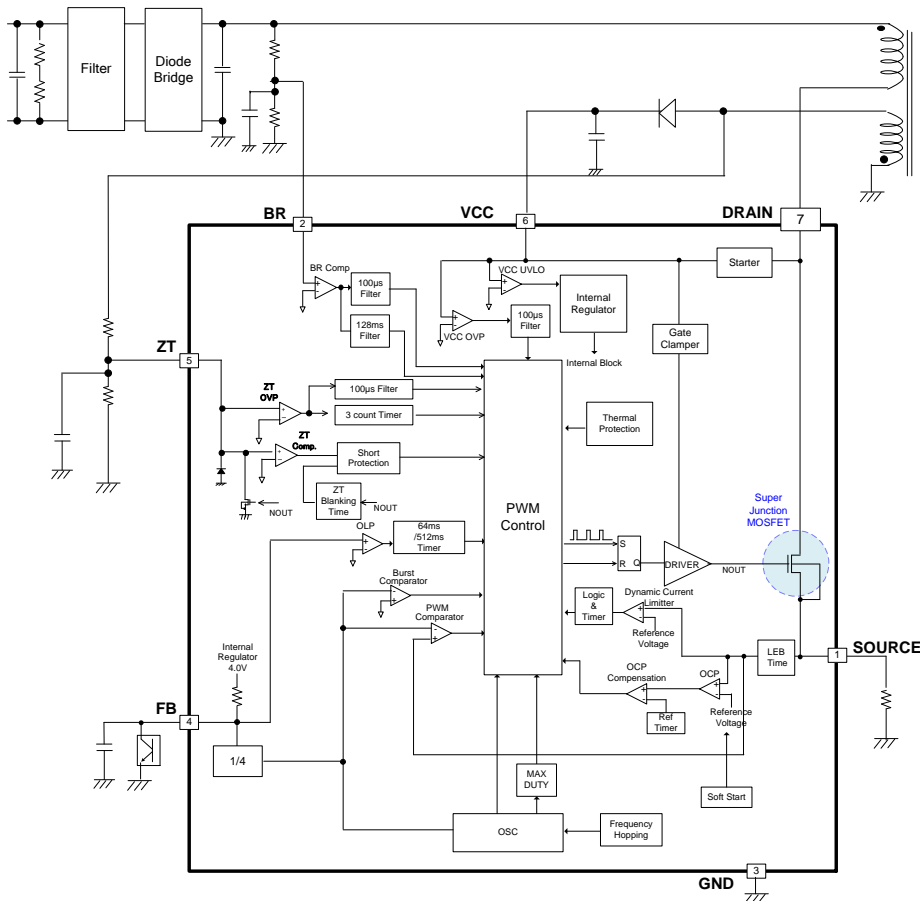 Filter
Diode
Bridge
BR
VCC
DRAIN
2
6
7
BR Comp
100µs
Filter
128ms
Filter
VCC UVLO
VCC OVP
100µs
Filter
Internal
Regulator
Internal Block
Starter
Gate
Clamper
ZT
5
ZT
OVP
100µs Filter
3 count Timer
ZT
Comp.
Short
Protection
ZT
Blanking
Time
NOUT
NOUT
PWM
Control
Thermal
Protection
Super
Junction
MOSFET
OLP
64ms
/512ms
Timer
S
R
Q
DRIVER
NOUT
Burst
Comparator
PWM
Comparator
Logic
&
Timer
Dynamic Current
Limitter
Reference
Voltage
LEB
Time
1
SOURCE
Internal
Regulator
4.0V
OCP
Compensation
OCP
Ref
Timer
Reference
Voltage
FB
4
1/4
MAX
DUTY
Soft Start
OSC
Frequency
Hopping
GND
3